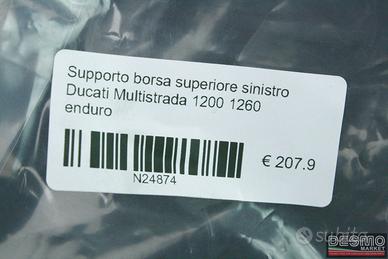 Supporto borsa superiore sinistro
Ducati Multistrada 1200 1260
enduro
€ 207.9
N24874
subito
DESMO
MARKET